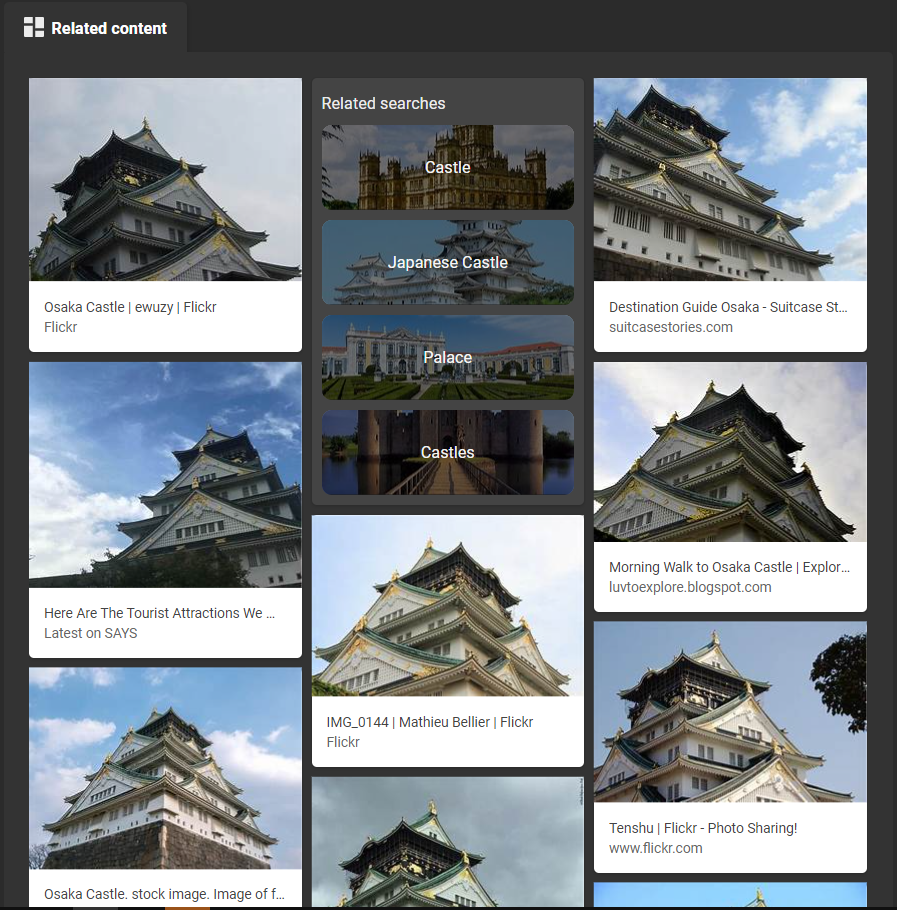 Related content
Osaka Castle | ewuzy | Flickr
Flickr
Here Are The Tourist Attractions We ...
Latest on SAYS
Osaka Castle. stock image. Image of f...
Related searches
Castle
Japanese Castle
Palace
Castles
IMG_0144 | Mathieu Bellier | Flickr
Flickr
Destination Guide Osaka - Suitcase St...
suitcasestories.com
Morning Walk to Osaka Castle | Explor...
luvtoexplore.blogspot.com
Tenshu | Flickr - Photo Sharing!
www.flickr.com